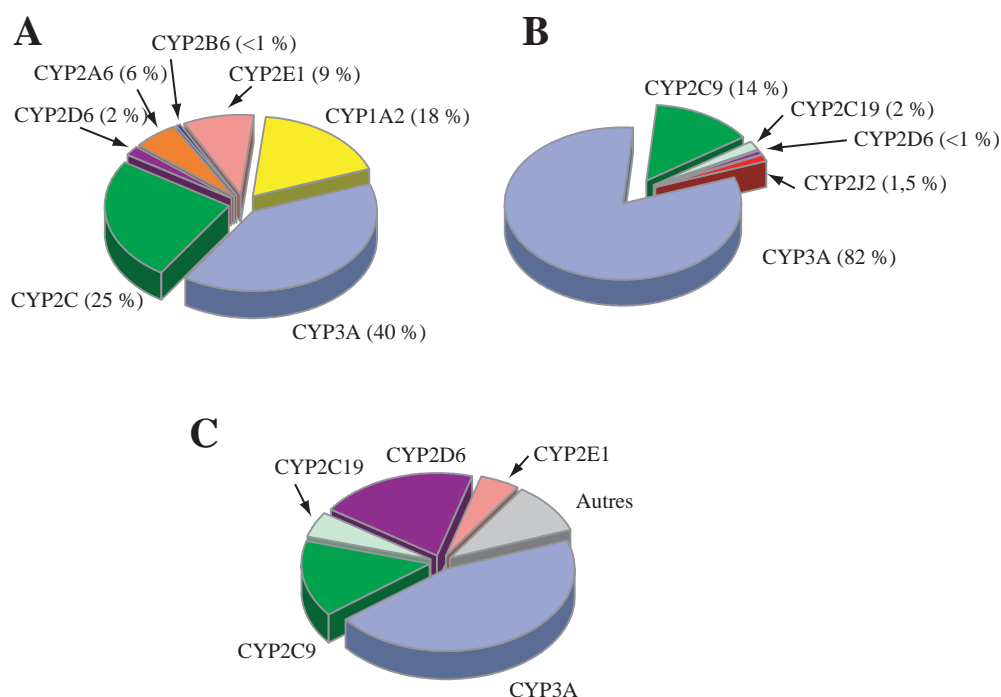 A
CYP2B6 (<1 %)
CYP2A6 (6 %)
CYP2E1 (9 %)
CYP2D6 (2 %)
CYP1A2 (18 %)
CYP2C (25 %)
CYP3A (40 %)
B
CYP2C9 (14 %)
CYP2C19 (2 %)
CYP2D6 (<1 %)
CYP2J2 (1,5 %)
CYP3A (82 %)
C
CYP2D6
CYP2E1
CYP2C19
Autres
CYP2C9
CYP3A